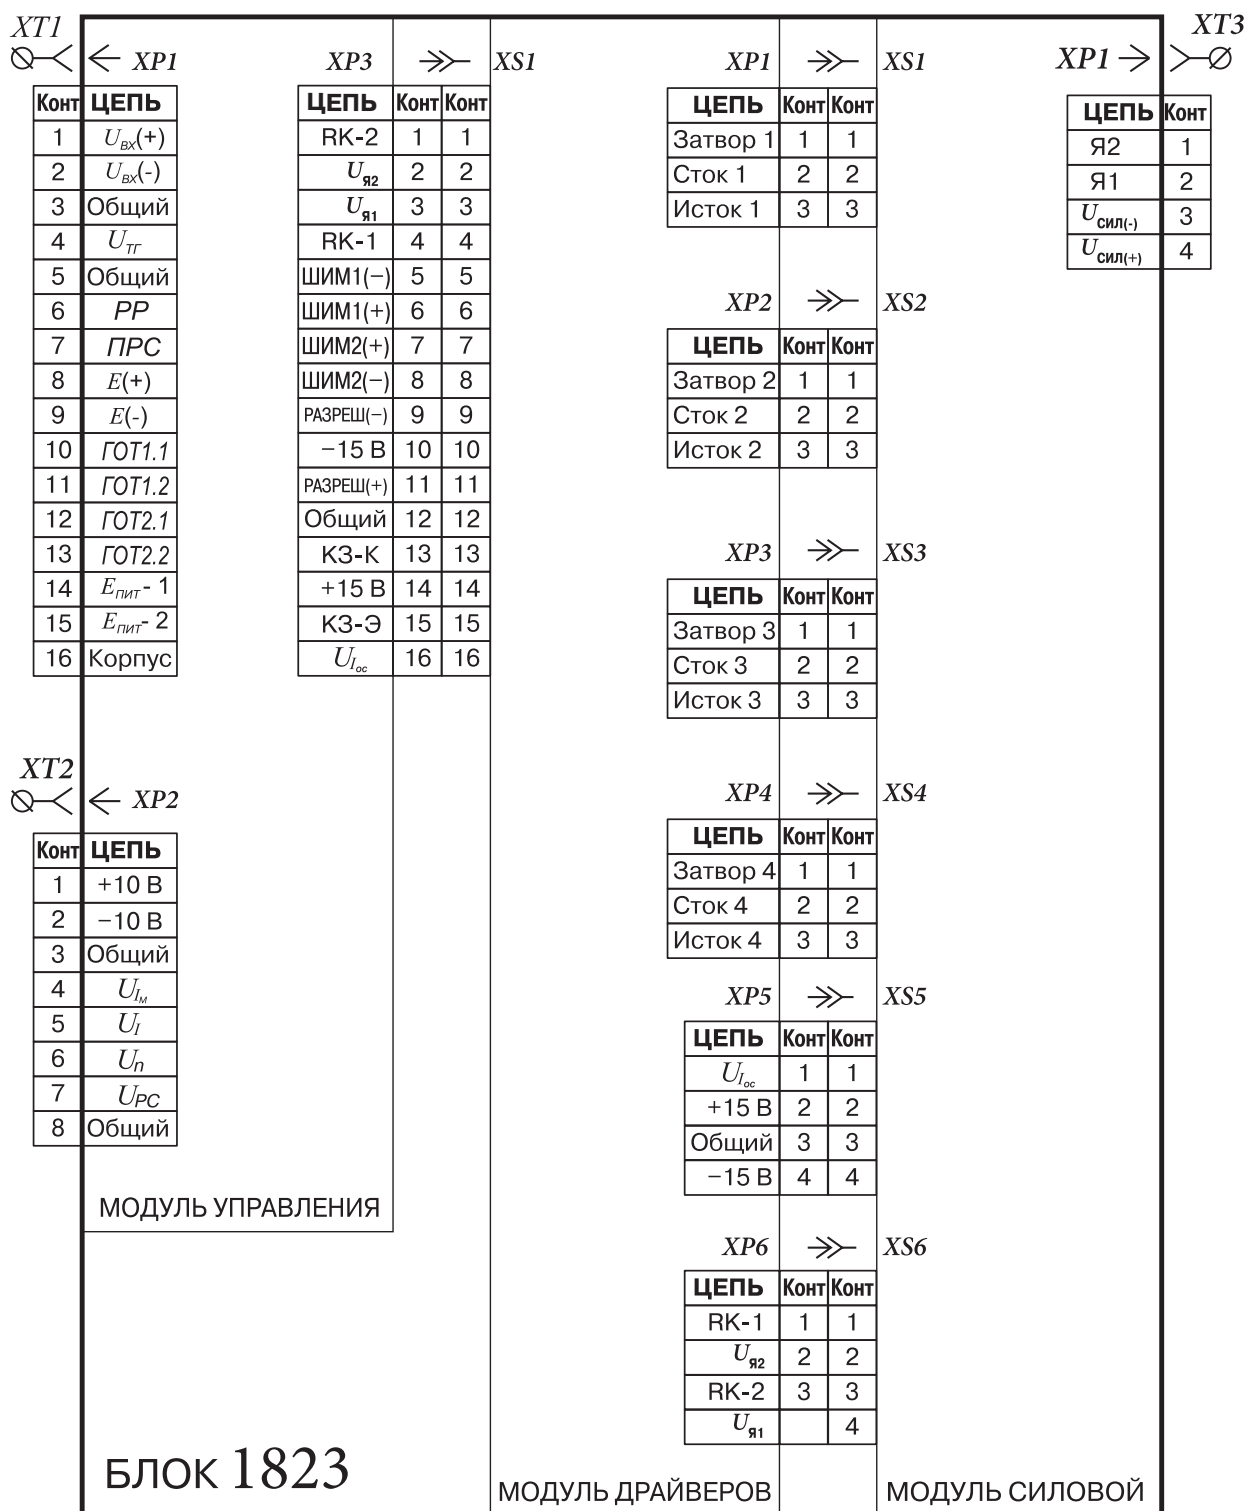 XT1
XP1
Конт ЦЕПЬ
1 Uвх(+)
2 Uвх(-)
3 Общий
4 UТГ
5 Общий
6 РР
7 ПРС
8 E(+)
9 E(-)
10 ГОТ1.1
11 ГОТ1.2
12 ГОТ2.1
13 ГОТ2.2
14 Eпит- 1
15 Eпит- 2
16 Корпус
XT2
XP2
Конт ЦЕПЬ
1 +10 В
2 −10 В
3 Общий
4 UIм
5 UI
6 Uп
7 UРС
8 Общий
МОДУЛЬ УПРАВЛЕНИЯ
БЛОК 1823
XP3 XS1
ЦЕПЬ Конт Конт
RK-2 1 1
UЯ2 2 2
UЯ1 3 3
RK-1 4 4
ШИМ1(−) 5 5
ШИМ1(+) 6 6
ШИМ2(+) 7 7
ШИМ2(−) 8 8
РАЗРЕШ(−) 9 9
−15 В 10 10
РАЗРЕШ(+) 11 11
Общий 12 12
КЗ-К 13 13
+15 В 14 14
КЗ-Э 15 15
UIос 16 16
XP1 XS1
ЦЕПЬ Конт Конт
Затвор 1 1 1
Сток 1 2 2
Исток 1 3 3
XP2 XS2
ЦЕПЬ Конт Конт
Затвор 2 1 1
Сток 2 2 2
Исток 2 3 3
XP3 XS3
ЦЕПЬ Конт Конт
Затвор 3 1 1
Сток 3 2 2
Исток 3 3 3
XP4 XS4
ЦЕПЬ Конт Конт
Затвор 4 1 1
Сток 4 2 2
Исток 4 3 3
XP5 XS5
ЦЕПЬ Конт Конт
UIос 1 1
+15 В 2 2
Общий 3 3
−15 В 4 4
XP6 XS6
ЦЕПЬ Конт Конт
RK-1 1 1
UЯ2 2 2
RK-2 3 3
UЯ1 4
МОДУЛЬ ДРАЙВЕРОВ
XT3
XP1
ЦЕПЬ Конт
Я2 1
Я1 2
UСИЛ(-) 3
UСИЛ(+) 4
МОДУЛЬ СИЛОВОЙ